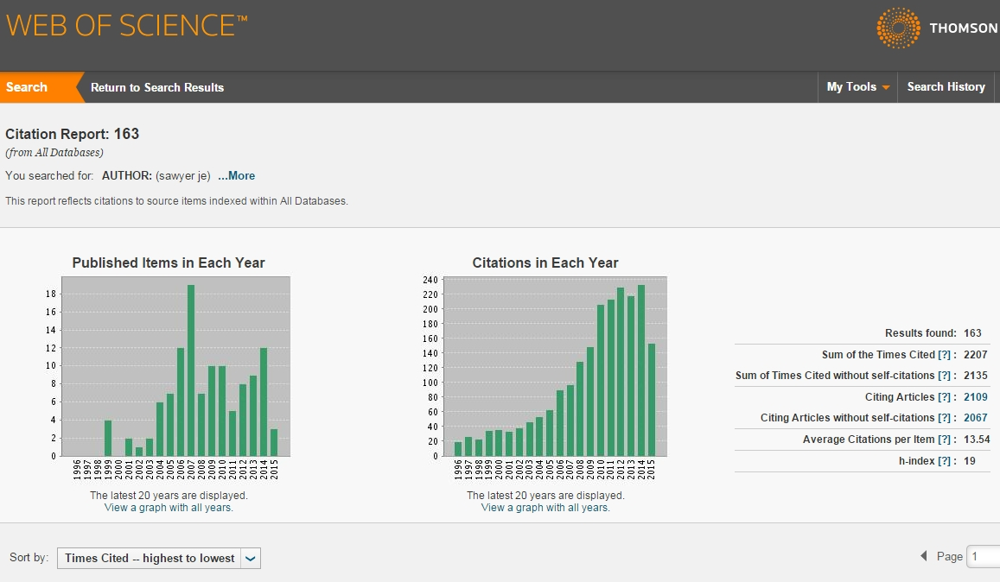 WEB OF SCIENCE™
THOMSON
Search
Return to Search Results
My Tools
Search History
Citation Report: 163
(from All Databases)
You searched for: AUTHOR: (sawyer je) ...More
This report reflects citations to source items indexed within All Databases.
Published Items in Each Year
18
16
14
12
10
8
6
4
2
0
1996
1997
1998
1999
2000
2001
2002
2003
2004
2005
2006
2007
2008
2009
2010
2011
2012
2013
2014
2015
The latest 20 years are displayed.
View a graph with all years.
Citations in Each Year
240
220
200
180
160
140
120
100
80
60
40
20
0
1996
1997
1998
1999
2000
2001
2002
2003
2004
2005
2006
2007
2008
2009
2010
2011
2012
2013
2014
2015
The latest 20 years are displayed.
View a graph with all years.
Results found: 163
Sum of the Times Cited [?] : 2207
Sum of Times Cited without self-citations [?] : 2135
Citing Articles [?] : 2109
Citing Articles without self-citations [?] : 2067
Average Citations per Item [?] : 13.54
h-index [?] : 19
Sort by: Times Cited -- highest to lowest
Page 1